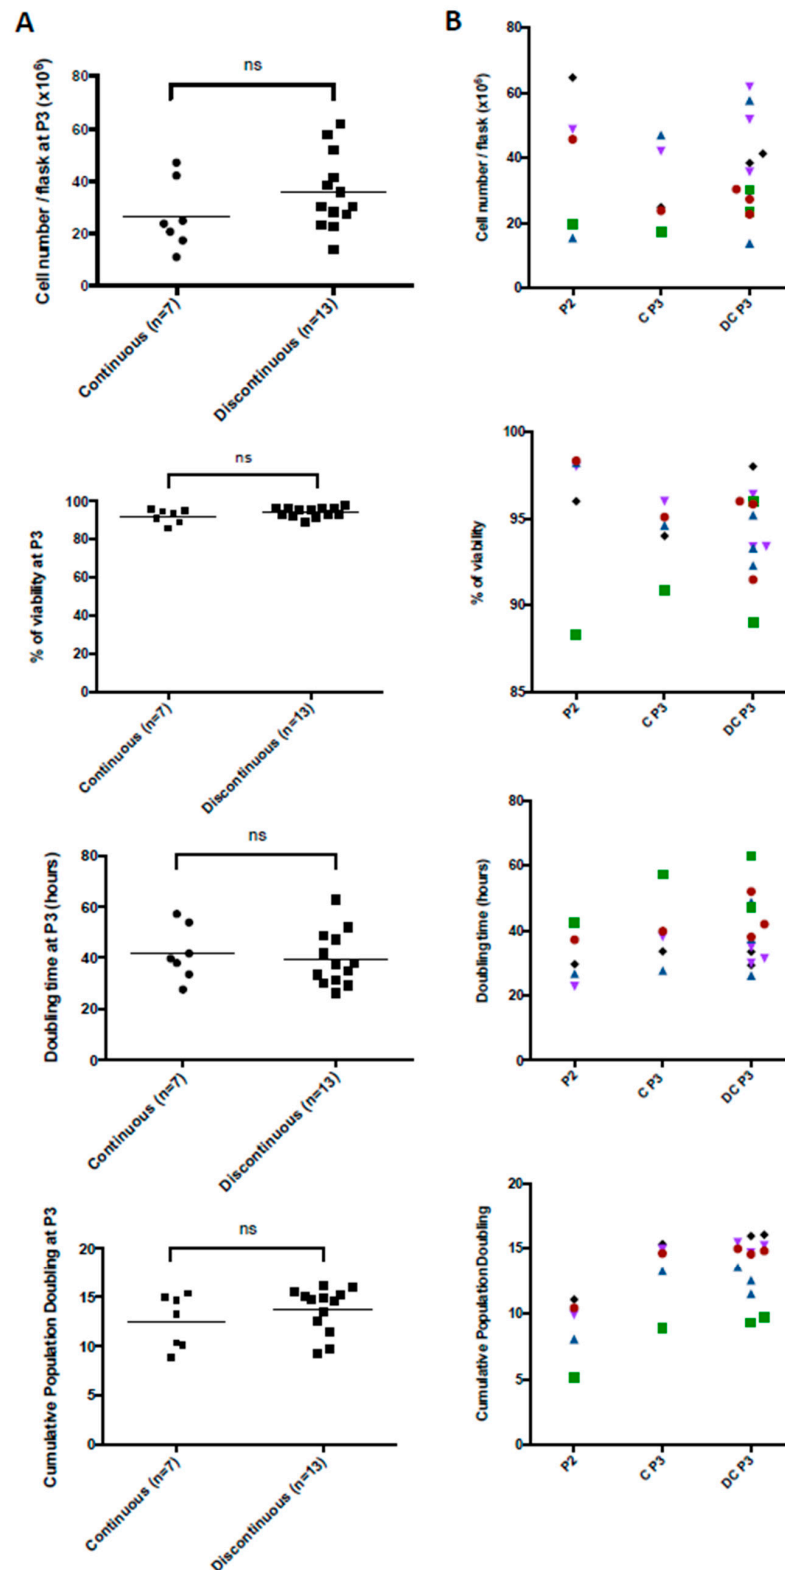 A
B
Cell number / flask at P3 (x10⁶)
80
60
40
20
0
ns
Continuous (n=7)
Discontinuous (n=13)
Cell number / flask (x10⁶)
80
60
40
20
0
P2
C P3
DC P3
% of viability at P3
100
80
60
40
20
0
ns
Continuous (n=7)
Discontinuous (n=13)
% of viability
100
95
90
85
P2
C P3
DC P3
Doubling time at P3 (hours)
80
60
40
20
0
ns
Continuous (n=7)
Discontinuous (n=13)
Doubling time (hours)
80
60
40
20
0
P2
C P3
DC P3
Cumulative Population Doubling at P3
20
15
10
5
0
ns
Continuous (n=7)
Discontinuous (n=13)
Cumulative Population Doubling
20
15
10
5
0
P2
C P3
DC P3